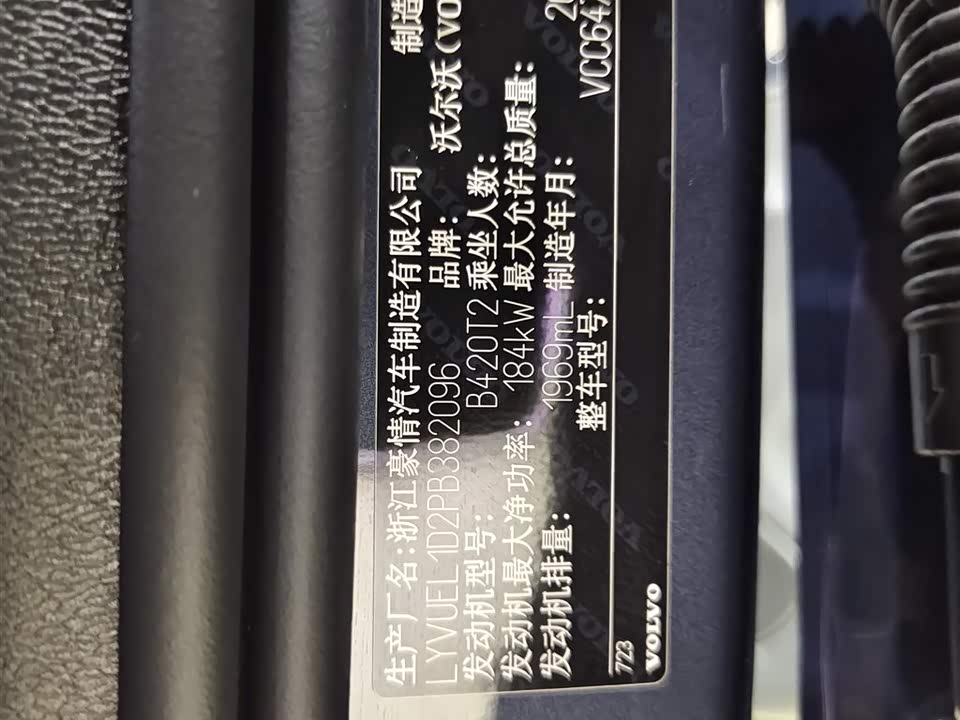 生产厂名:浙江豪情汽车制造有限公司 制造
LYVUEL1D2PB382096 品牌: 沃尔沃(VO
发动机型号: B420T2 乘坐人数:
发动机最大净功率: 184kW 最大允许总质量:
发动机排量: 1969mL 制造年月: 20
整车型号: VCC647
723
VOLVO